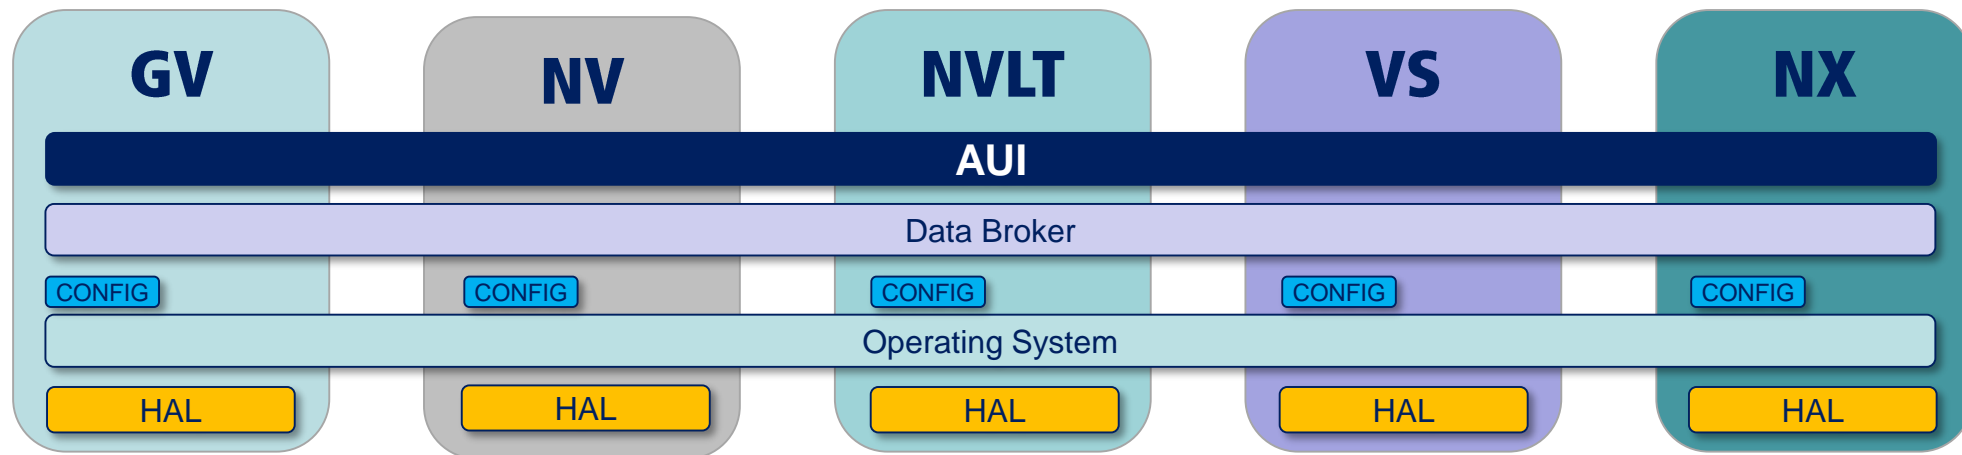 GV
NV
NVLT
VS
NX
AUI
Data Broker
CONFIG
CONFIG
CONFIG
CONFIG
CONFIG
Operating System
HAL
HAL
HAL
HAL
HAL